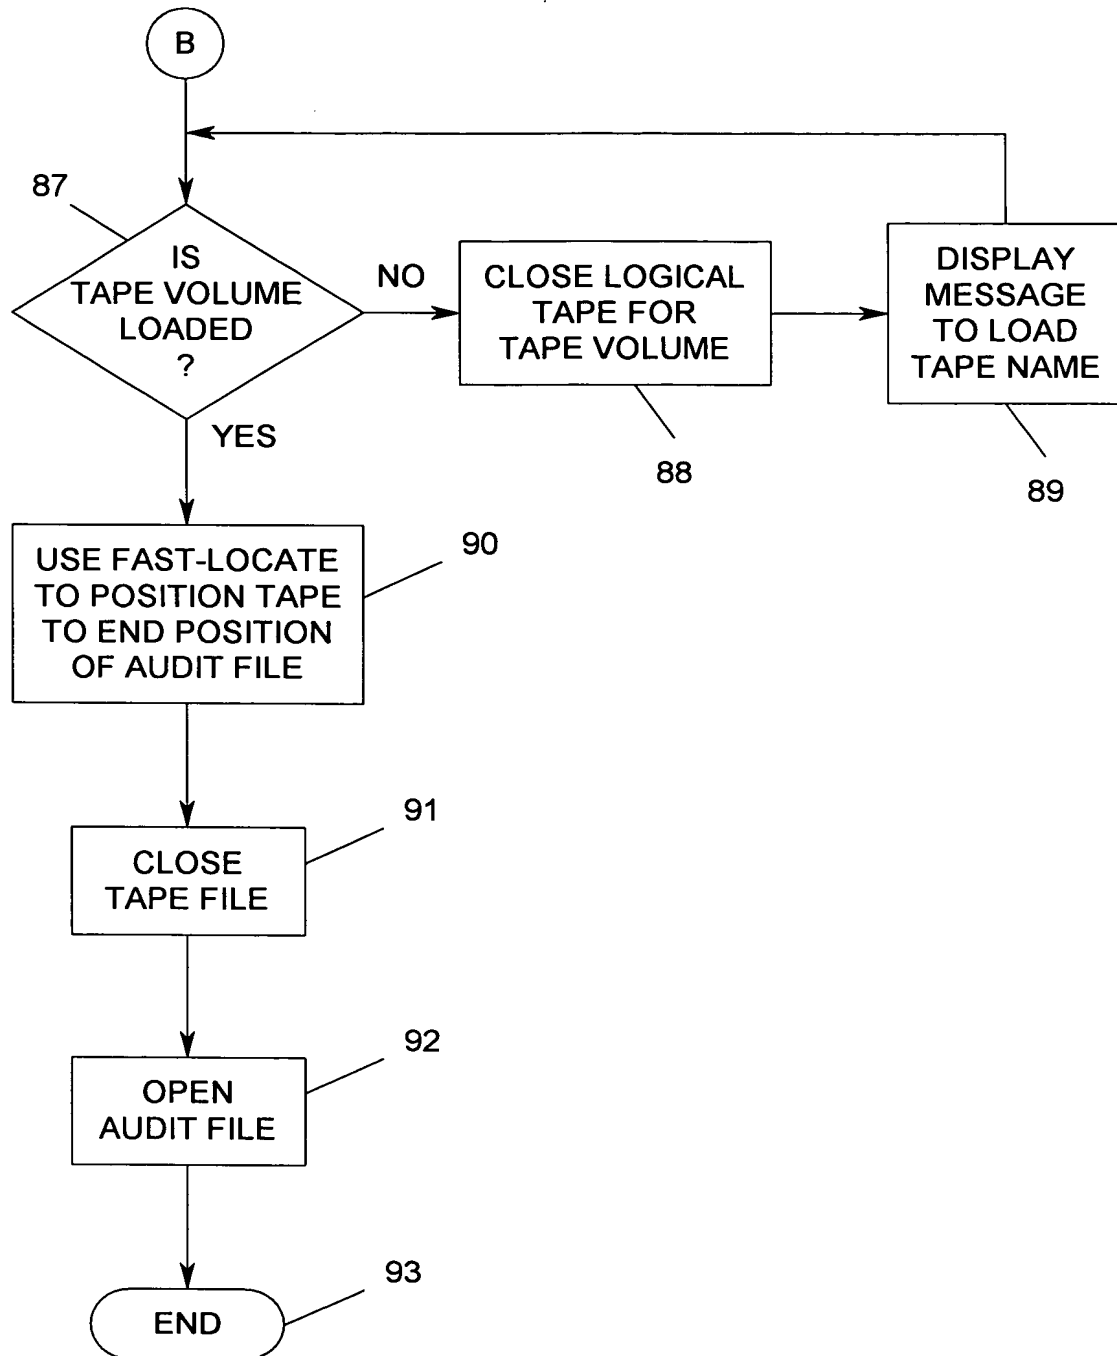 B
87
IS
TAPE VOLUME
LOADED
?
NO
YES
CLOSE LOGICAL
TAPE FOR
TAPE VOLUME
88
DISPLAY
MESSAGE
TO LOAD
TAPE NAME
89
USE FAST-LOCATE
TO POSITION TAPE
TO END POSITION
OF AUDIT FILE
90
CLOSE
TAPE FILE
91
OPEN
AUDIT FILE
92
END
93